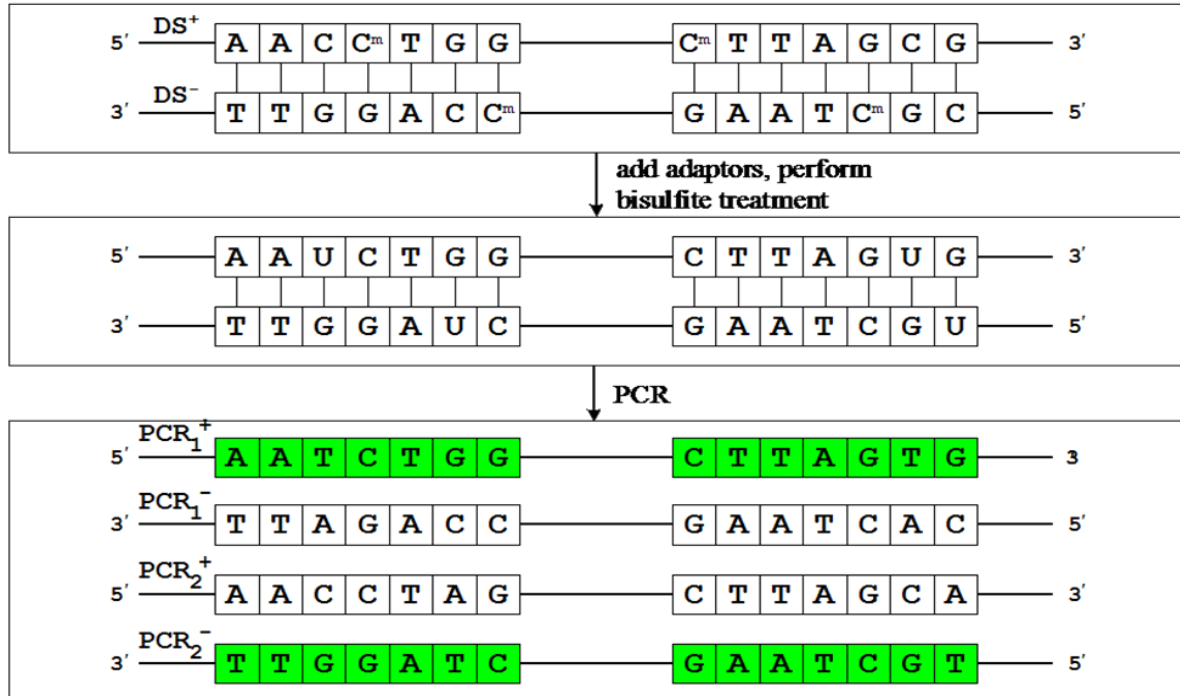 DS⁺
5′ A A C Cᵐ T G G Cᵐ T T A G C G 3′
DS⁻
3′ T T G G A C Cᵐ G A A T Cᵐ G C 5′
add adaptors, perform
bisulfite treatment
5′ A A U C T G G C T T A G U G 3′
3′ T T G G A U C G A A T C G U 5′
PCR
PCR₁⁺
5′ A A T C T G G C T T A G T G 3
PCR₁⁻
3′ T T A G A C C G A A T C A C 5′
PCR₂⁺
5′ A A C C T A G C T T A G C A 3′
PCR₂⁻
3′ T T G G A T C G A A T C G T 5′